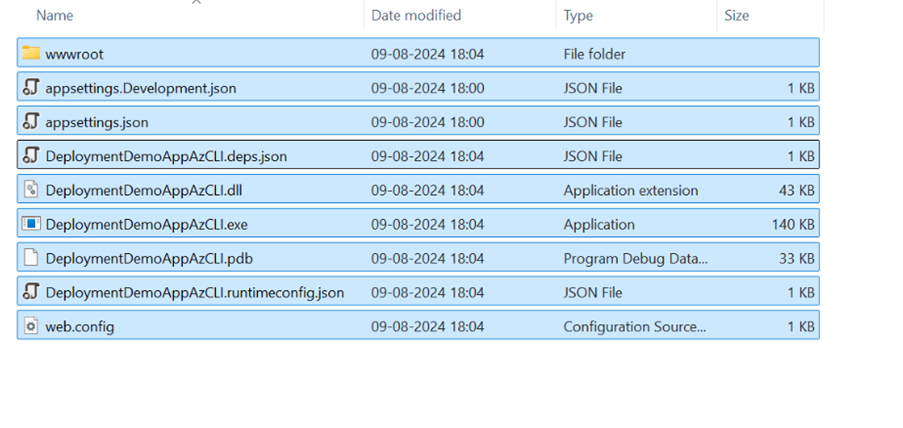 Name Date modified Type Size
wwwroot 09-08-2024 18:04 File folder
appsettings.Development.json 09-08-2024 18:00 JSON File 1 KB
appsettings.json 09-08-2024 18:00 JSON File 1 KB
DeploymentDemoAppAzCLI.deps.json 09-08-2024 18:04 JSON File 1 KB
DeploymentDemoAppAzCLI.dll 09-08-2024 18:04 Application extension 43 KB
DeploymentDemoAppAzCLI.exe 09-08-2024 18:04 Application 140 KB
DeploymentDemoAppAzCLI.pdb 09-08-2024 18:04 Program Debug Data... 33 KB
DeploymentDemoAppAzCLI.runtimeconfig.json 09-08-2024 18:04 JSON File 1 KB
web.config 09-08-2024 18:04 Configuration Source... 1 KB